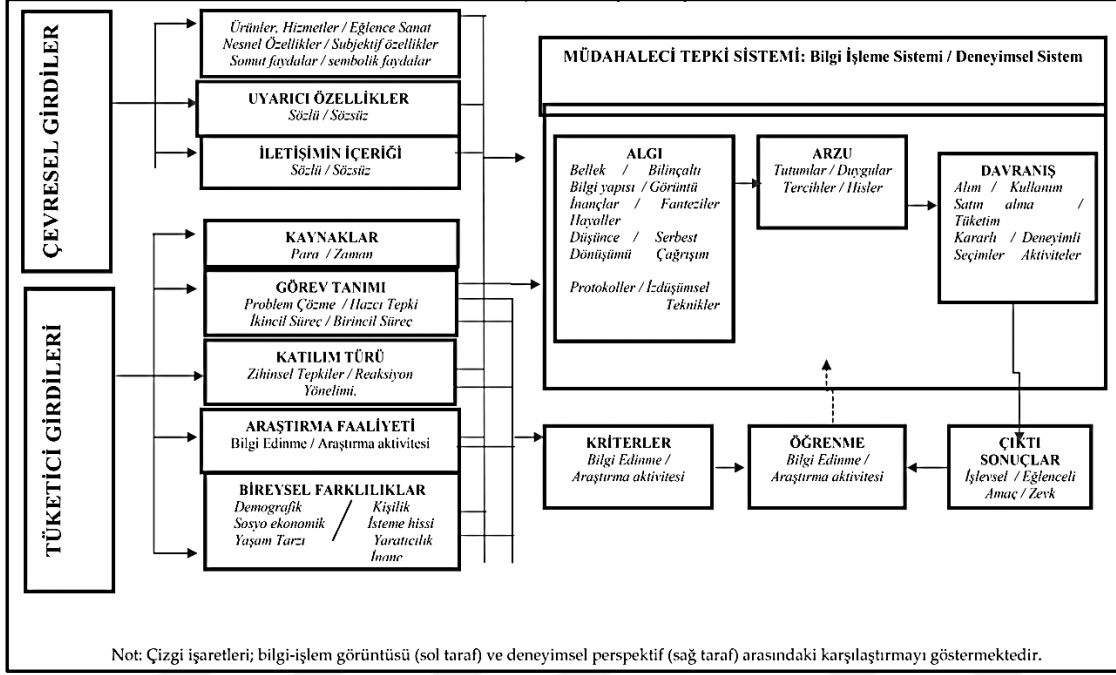 ÇEVRESEL GİRDİLER
Ürünler, Hizmetler / Eğlence Sanat
Nesnel Özellikler / Subjektif özellikler
Somut faydalar / sembolik faydalar
UYARICI ÖZELLİKLER
Sözlü / Sözsüz
İLETİŞİMİN İÇERİĞİ
Sözlü / Sözsüz
TÜKETİCİ GİRDİLERİ
KAYNAKLAR
Para / Zaman
GÖREV TANIMI
Problem Çözme / Hazcı Tepki
İkincil Süreç / Birincil Süreç
KATILIM TÜRÜ
Zihinsel Tepkiler / Reaksiyon
Yönelimi.
ARAŞTIRMA FAALİYETİ
Bilgi Edinme / Araştırma aktivitesi
BİREYSEL FARKLILIKLAR
Demografik / Kişilik
Sosyo ekonomik İsteme hissi
Yaşam Tarzı Yaratıcılık
İnanç
MÜDAHALECİ TEPKİ SİSTEMİ: Bilgi İşleme Sistemi / Deneyimsel Sistem
ALGI
Bellek / Bilinçaltı
Bilgi yapısı / Görüntü
İnançlar / Fanteziler
Hayaller
Düşünce / Serbest
Dönüşümü Çağrışım
Protokoller / İzdüşümsel
Teknikler
ARZU
Tutumlar / Duygular
Tercihler / Hisler
DAVRANIŞ
Alım / Kullanım
Satın alma /
Tüketim
Kararlı / Deneyimli
Seçimler Aktiviteler
KRİTERLER
Bilgi Edinme /
Araştırma aktivitesi
ÖĞRENME
Bilgi Edinme /
Araştırma aktivitesi
ÇIKTI
SONUÇLAR
İşlevsel / Eğlenceli
Amaç / Zevk
Not: Çizgi işaretleri; bilgi-işlem görüntüsü (sol taraf) ve deneyimsel perspektif (sağ taraf) arasındaki karşılaştırmayı göstermektedir.